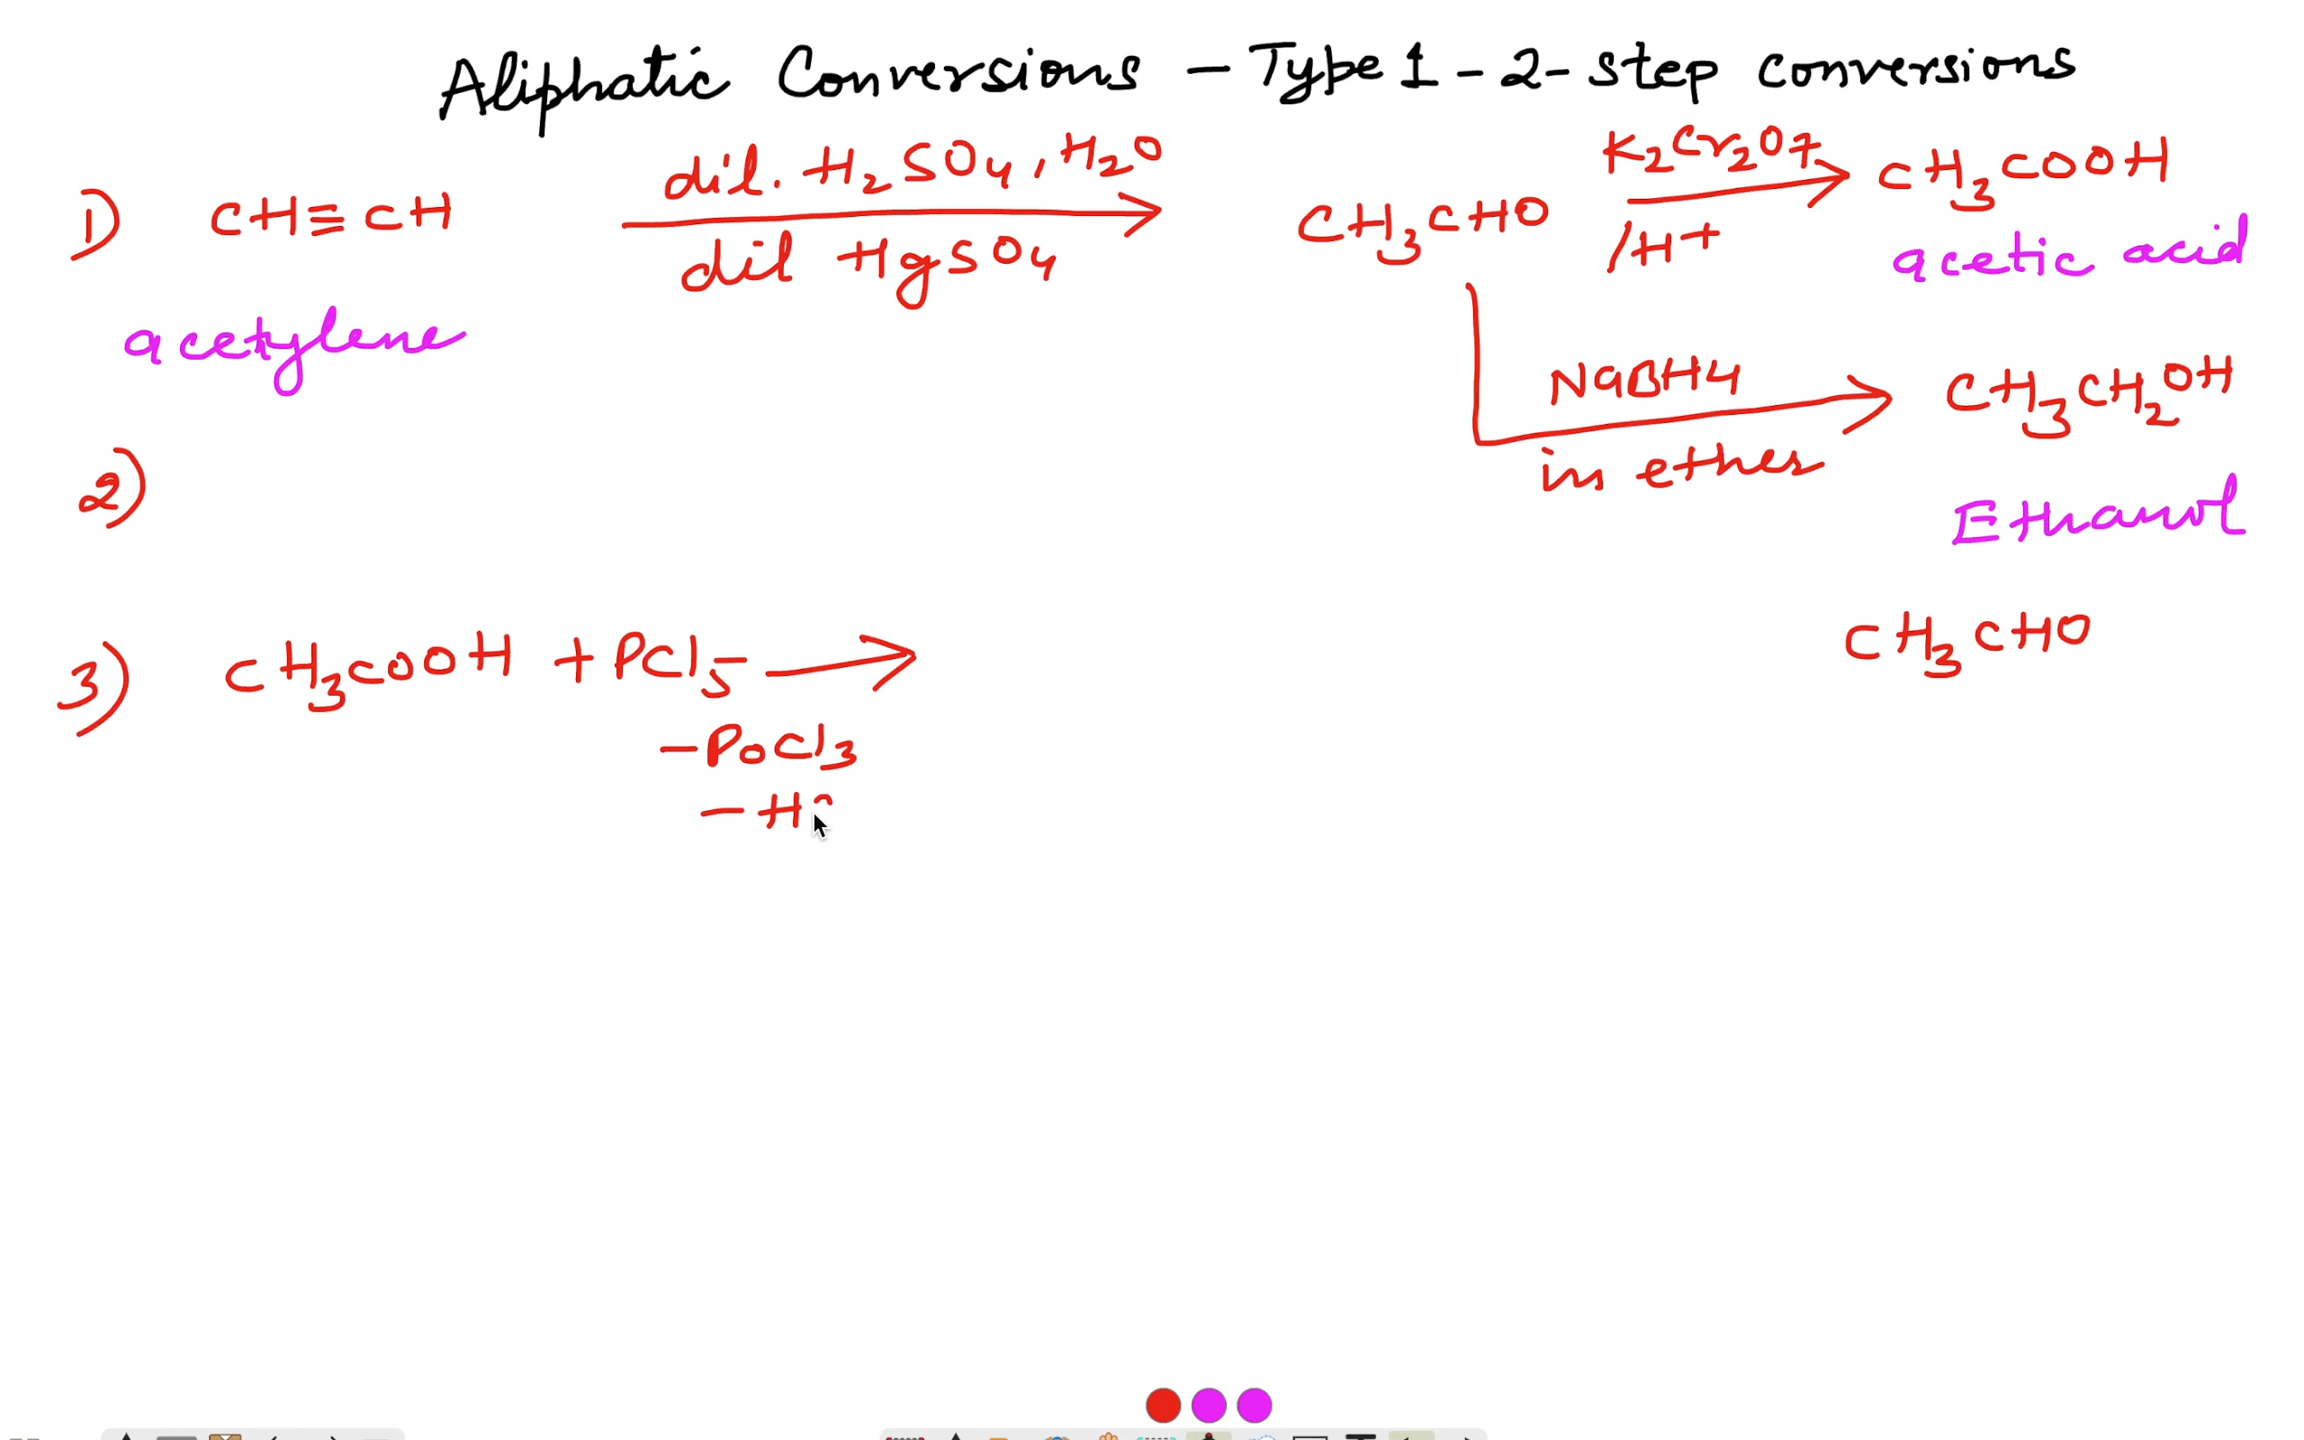 Aliphatic Conversions - Type 1 - 2 - step conversions
1) CH≡CH dil. H2SO4, H2O CH3CHO K2Cr2O7 CH3COOH
dil HgSO4 /H+ acetic acid
acetylene
NaBH4 CH3CH2OH
2) in ether
Ethanol
3) CH3COOH + PCl5 → CH3CHO
- POCl3
- H